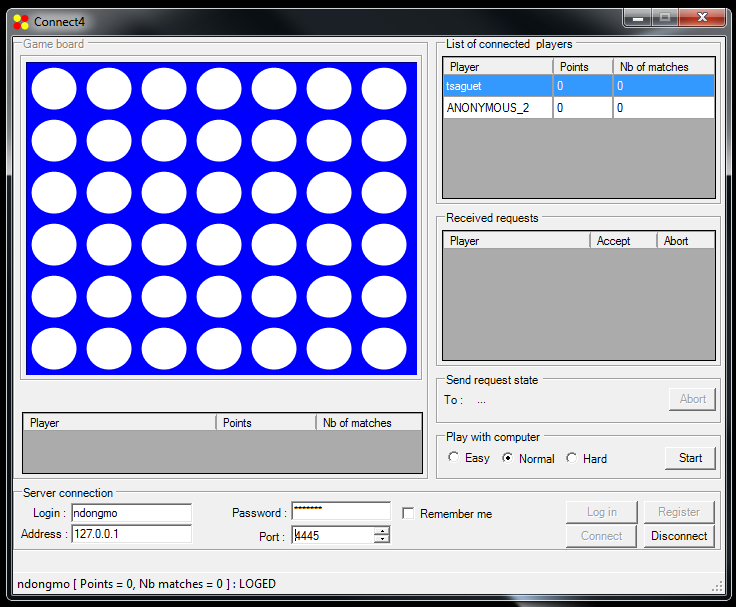 Connect4
Game board
List of connected players
Player Points Nb of matches
tsaguet 0 0
ANONYMOUS_2 0 0
Received requests
Player Accept Abort
Send request state
To : ... Abort
Player Points Nb of matches
Play with computer
Easy Normal Hard Start
Server connection
Login : ndongmo Password : ******* Remember me Log in Register
Address : 127.0.0.1 Port : 4445 Connect Disconnect
ndongmo [ Points = 0, Nb matches = 0 ] : LOGED